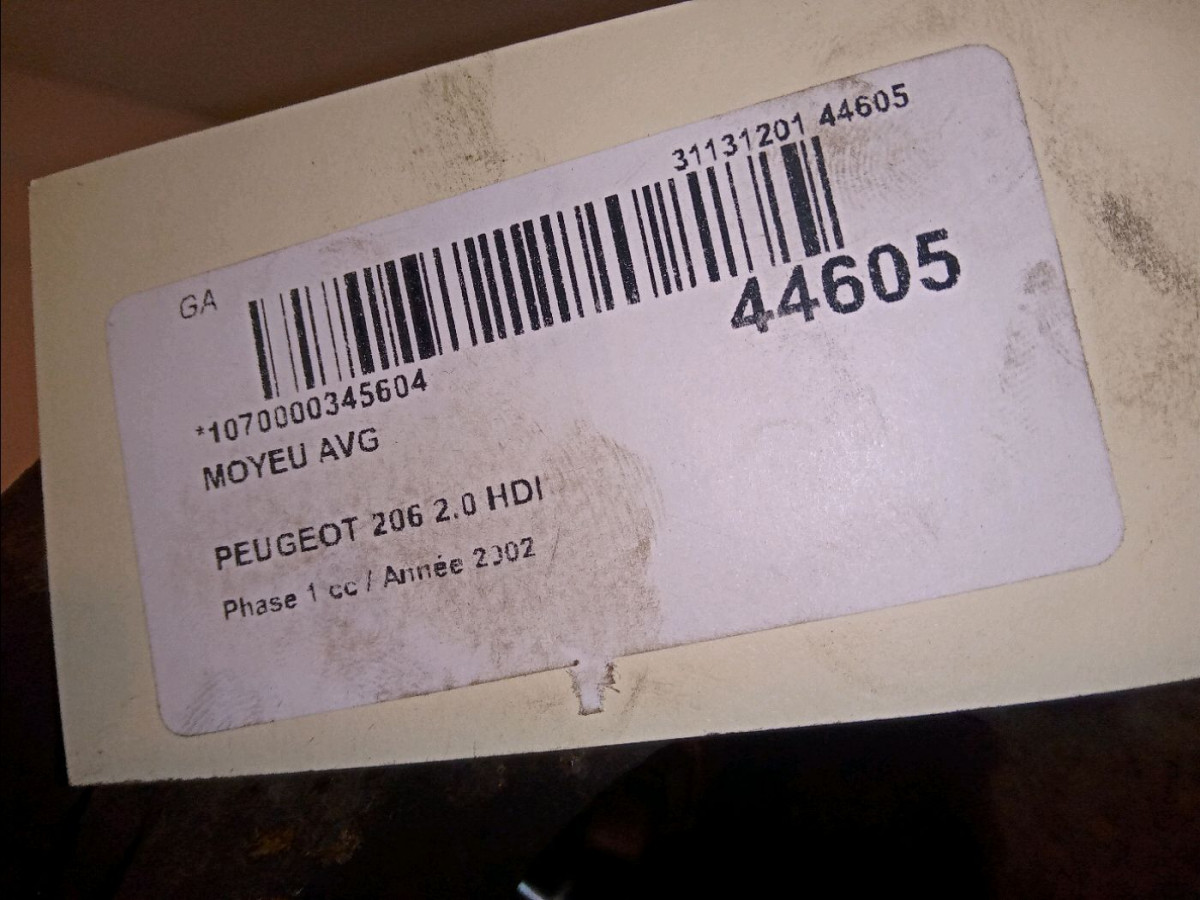 31131201 44605
GA
44605
*1070000345604
MOYEU AVG
PEUGEOT 206 2.0 HDI
Phase 1 cc / Année 2002